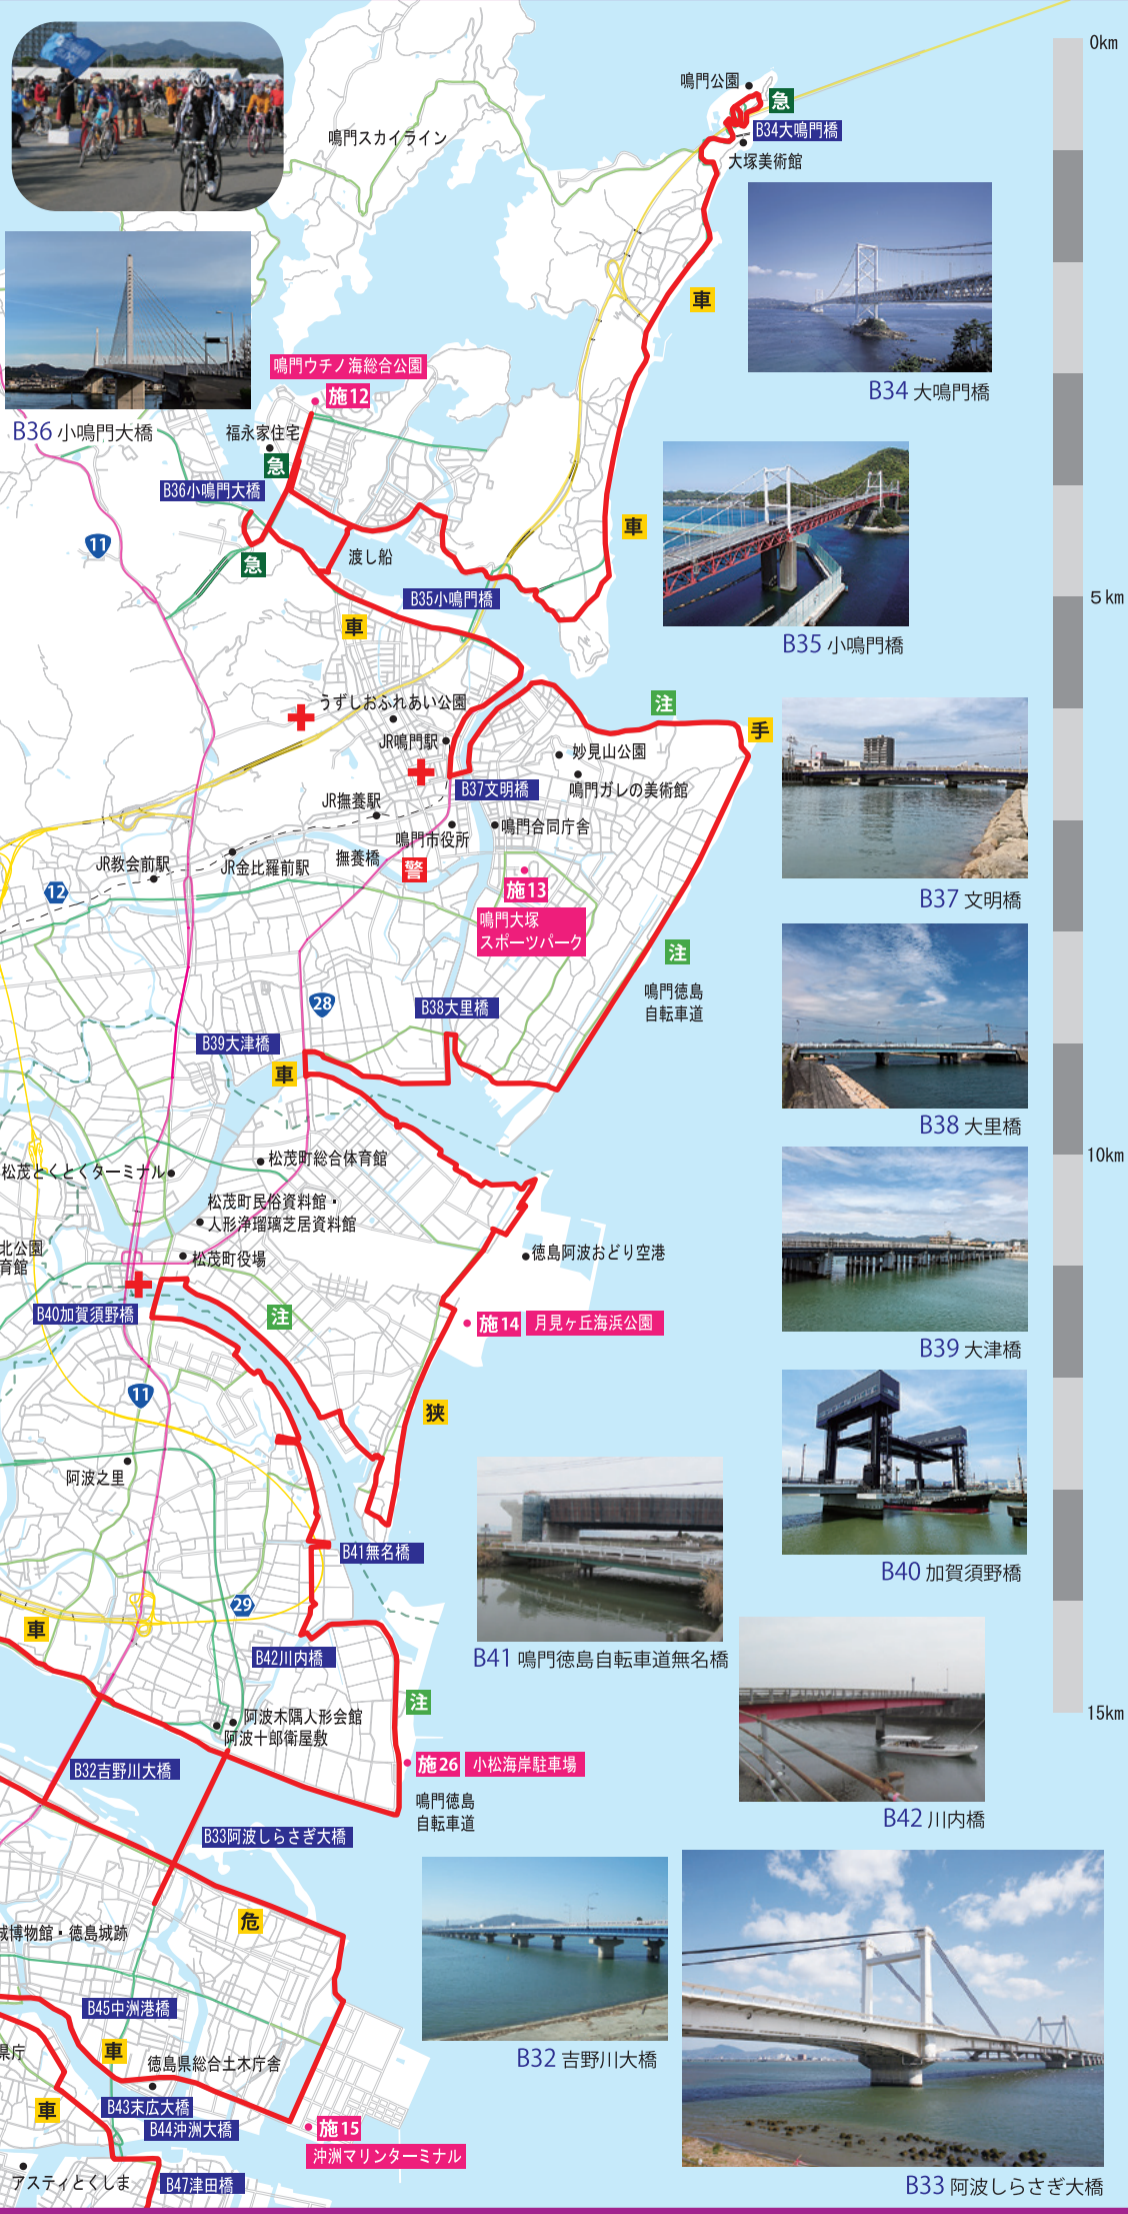 0km
鳴門公園
急
B34大鳴門橋
大塚美術館
鳴門スカイライン
車
B34 大鳴門橋
鳴門ウチノ海総合公園
施12
B36 小鳴門大橋
福永家住宅
急
B36小鳴門大橋
11
急
渡し船
車
B35小鳴門橋
5km
車
B35 小鳴門橋
うずしおふれあい公園
注
手
JR鳴門駅
妙見山公園
B37文明橋
鳴門ガレの美術館
JR撫養駅
鳴門市役所
鳴門合同庁舎
JR教会前駅
JR金比羅前駅
撫養橋
警
12
施13
鳴門大塚
スポーツパーク
B37 文明橋
注
鳴門徳島
自転車道
28
B38大里橋
B39大津橋
車
B38 大里橋
10km
松茂とくとくターミナル
松茂町総合体育館
松茂町民俗資料館・
人形浄瑠璃芝居資料館
北公園
育館
松茂町役場
徳島阿波おどり空港
B40加賀須野橋
注
施14
月見ヶ丘海浜公園
B39 大津橋
11
狭
阿波之里
B41無名橋
B40 加賀須野橋
29
車
B42川内橋
B41 鳴門徳島自転車道無名橋
注
阿波木隅人形会館
阿波十郎衛屋敷
15km
B32吉野川大橋
施26
小松海岸駐車場
鳴門徳島
自転車道
B42 川内橋
B33阿波しらさぎ大橋
危
城博物館・徳島城跡
B45中洲港橋
県庁
車
徳島県総合土木庁舎
B32 吉野川大橋
車
B43末広大橋
B44沖洲大橋
施15
沖洲マリンターミナル
アスティとくしま
B47津田橋
B33 阿波しらさぎ大橋